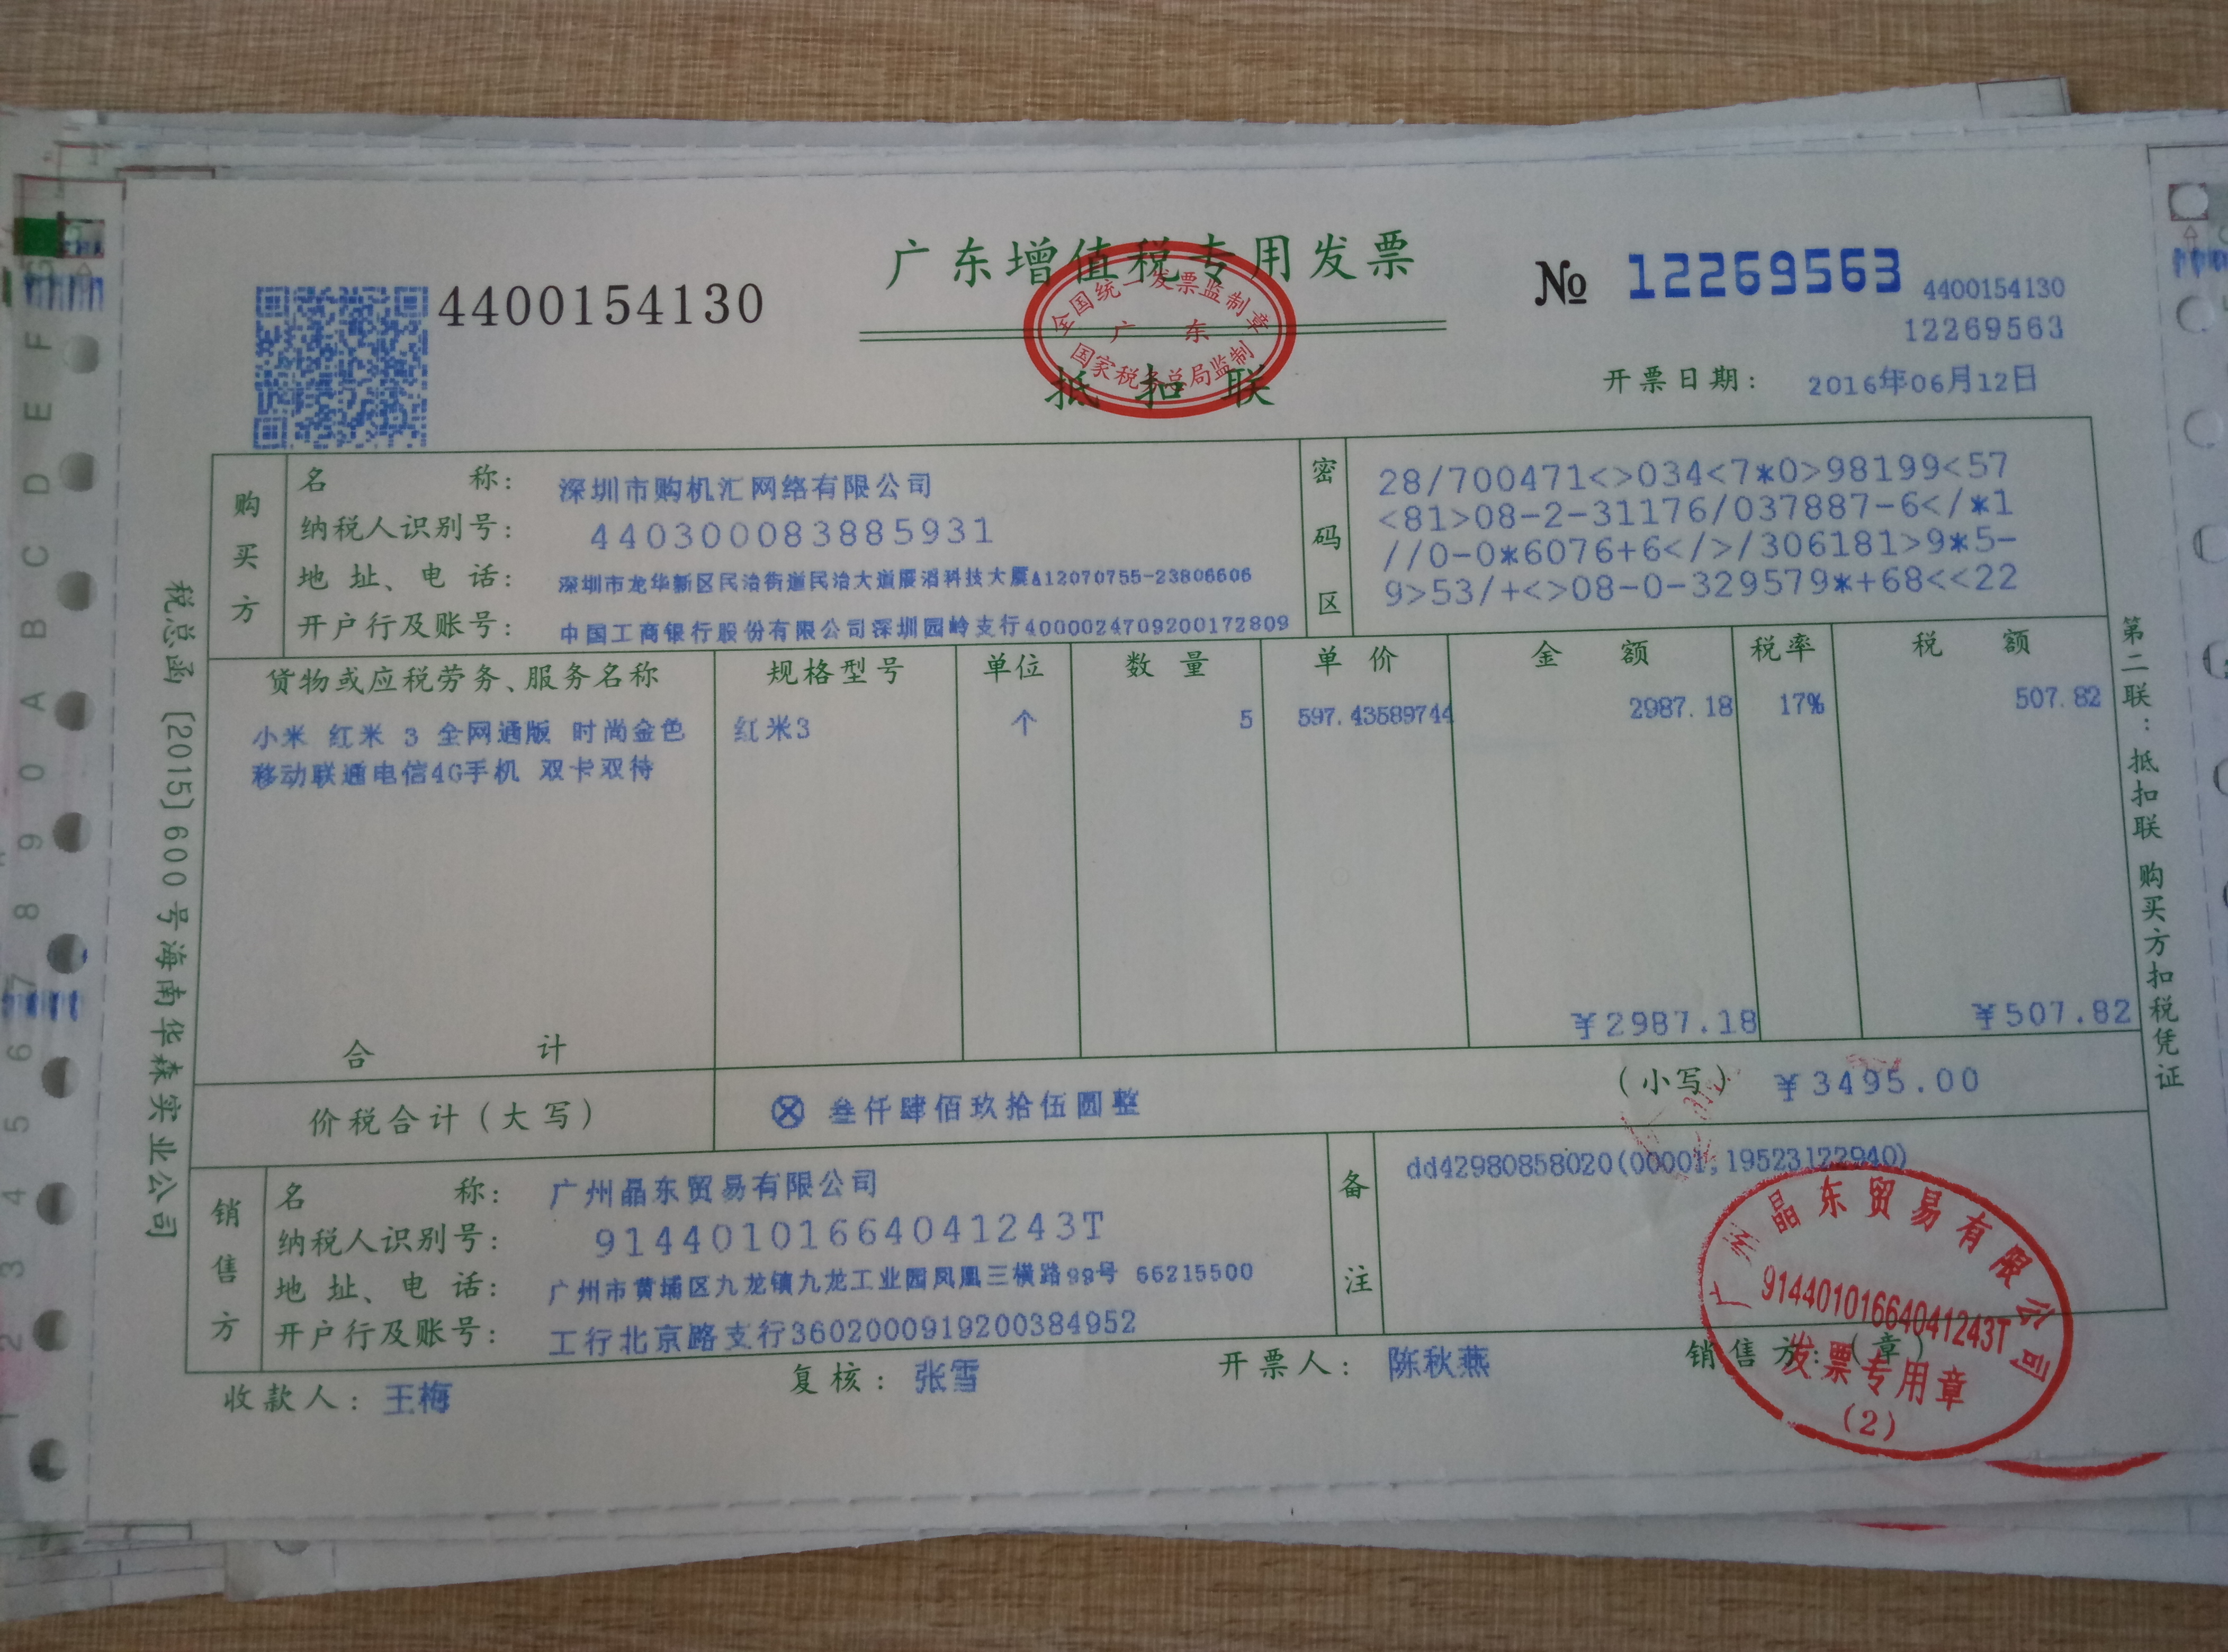 4400154130
广东增值税专用发票
全国统一发票监制章
广东
国家税务总局监制
抵扣联
№ 12269563
4400154130
12269563
开票日期: 2016年06月12日
购买方
名称: 深圳市购机汇网络有限公司
纳税人识别号: 440300083885931
地址、电话: 深圳市龙华新区民治街道民治大道展滔科技大厦A12070755-23806606
开户行及账号: 中国工商银行股份有限公司深圳园岭支行4000024709200172809
密码区
28/700471<>034<7*0>98199<57
<81>08-2-31176/037887-6</*1
//0-0*6076+6</>/306181>9*5-
9>53/+<>08-0-329579*+68<<22
货物或应税劳务、服务名称 规格型号 单位 数量 单价 金额 税率 税额
小米 红米 3 全网通版 时尚金色 红米3 个 5 597.43589744 2987.18 17% 507.82
移动联通电信4G手机 双卡双待
合计 ¥2987.18 ¥507.82
价税合计(大写) ⊗ 叁仟肆佰玖拾伍圆整 (小写) ¥3495.00
销售方
名称: 广州晶东贸易有限公司
纳税人识别号: 91440101664041243T
地址、电话: 广州市黄埔区九龙镇九龙工业园凤凰三横路99号 66215500
开户行及账号: 工行北京路支行3602000919200384952
备注
dd42980858020(00001,19523122940)
收款人: 王梅 复核: 张雪 开票人: 陈秋燕 销售方:(章)
广州晶东贸易有限公司
91440101664041243T
发票专用章
(2)
税总函[2015]600号海南华森实业公司
第二联:抵扣联 购买方扣税凭证
F
E
D
C
B
A
0
9
8
7
6
5
4
3
2
1